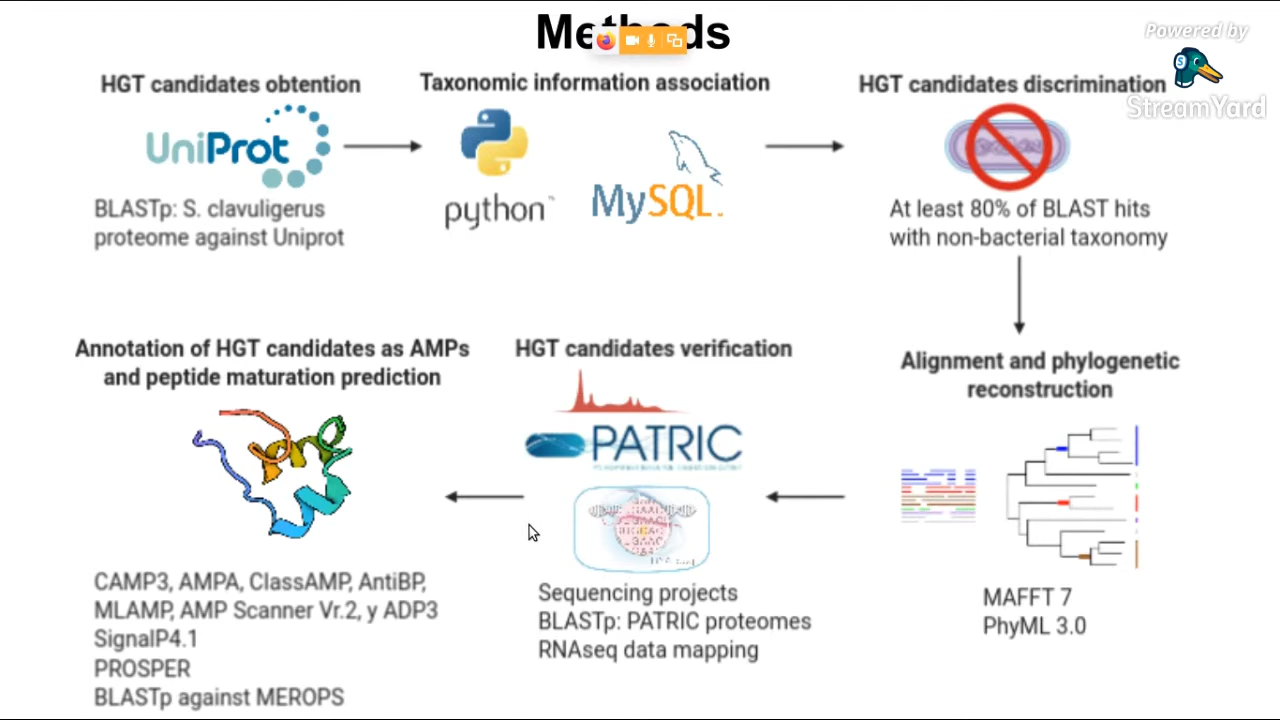 Methods
Powered by
StreamYard
HGT candidates obtention
Taxonomic information association
HGT candidates discrimination
UniProt
python
MySQL
BLASTp: S. clavuligerus
proteome against Uniprot
At least 80% of BLAST hits
with non-bacterial taxonomy
Annotation of HGT candidates as AMPs
and peptide maturation prediction
HGT candidates verification
Alignment and phylogenetic
reconstruction
PATRIC
CAMP3, AMPA, ClassAMP, AntiBP,
MLAMP, AMP Scanner Vr.2, y ADP3
SignalP4.1
PROSPER
BLASTp against MEROPS
Sequencing projects
BLASTp: PATRIC proteomes
RNAseq data mapping
MAFFT 7
PhyML 3.0